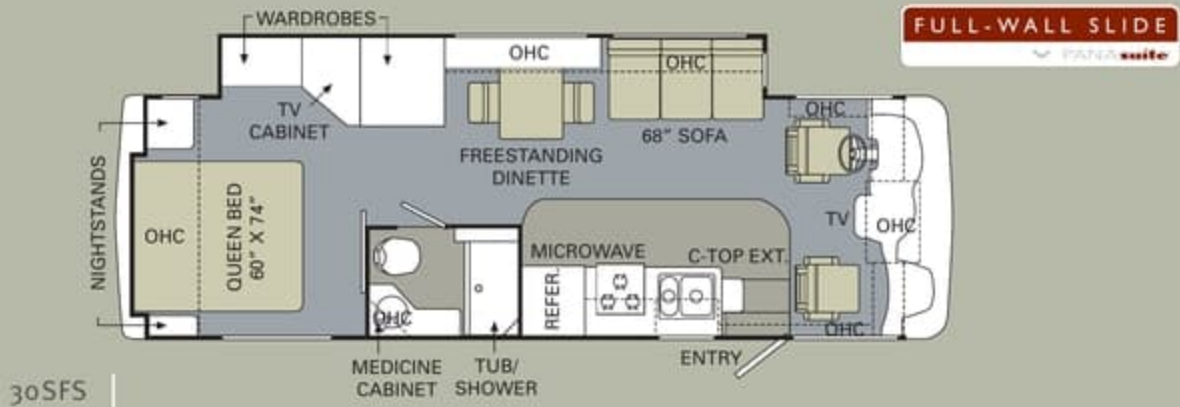 WARDROBES
FULL-WALL SLIDE
PANAsuite
OHC
OHC
OHC
TV
CABINET
68" SOFA
FREESTANDING
DINETTE
NIGHTSTANDS
OHC
QUEEN BED
60" X 74"
TV
OHC
MICROWAVE
C-TOP EXT.
REFER.
OHC
OHC
ENTRY
MEDICINE
CABINET
TUB/
SHOWER
30SFS